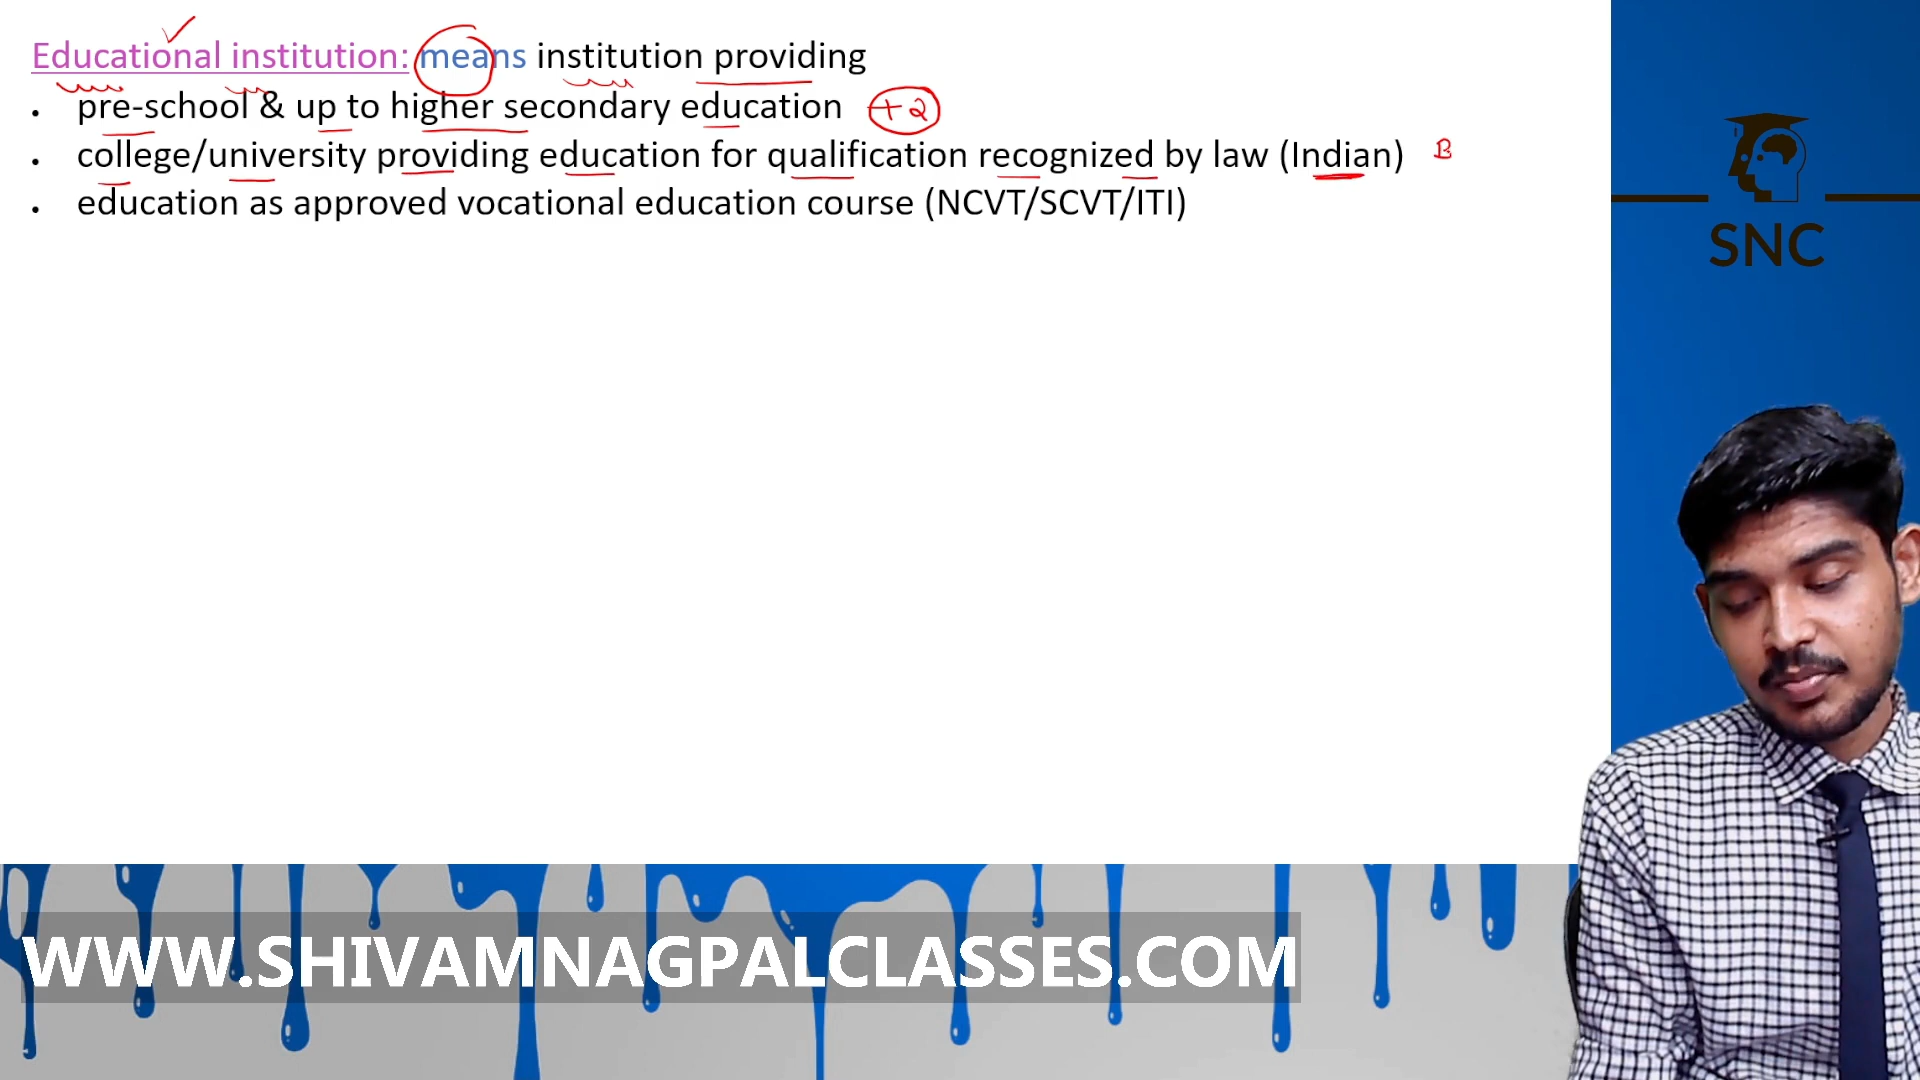 Educational institution: means institution providing
• pre-school & up to higher secondary education +2
• college/university providing education for qualification recognized by law (Indian) B
• education as approved vocational education course (NCVT/SCVT/ITI)
SNC
WWW.SHIVAMNAGPALCLASSES.COM